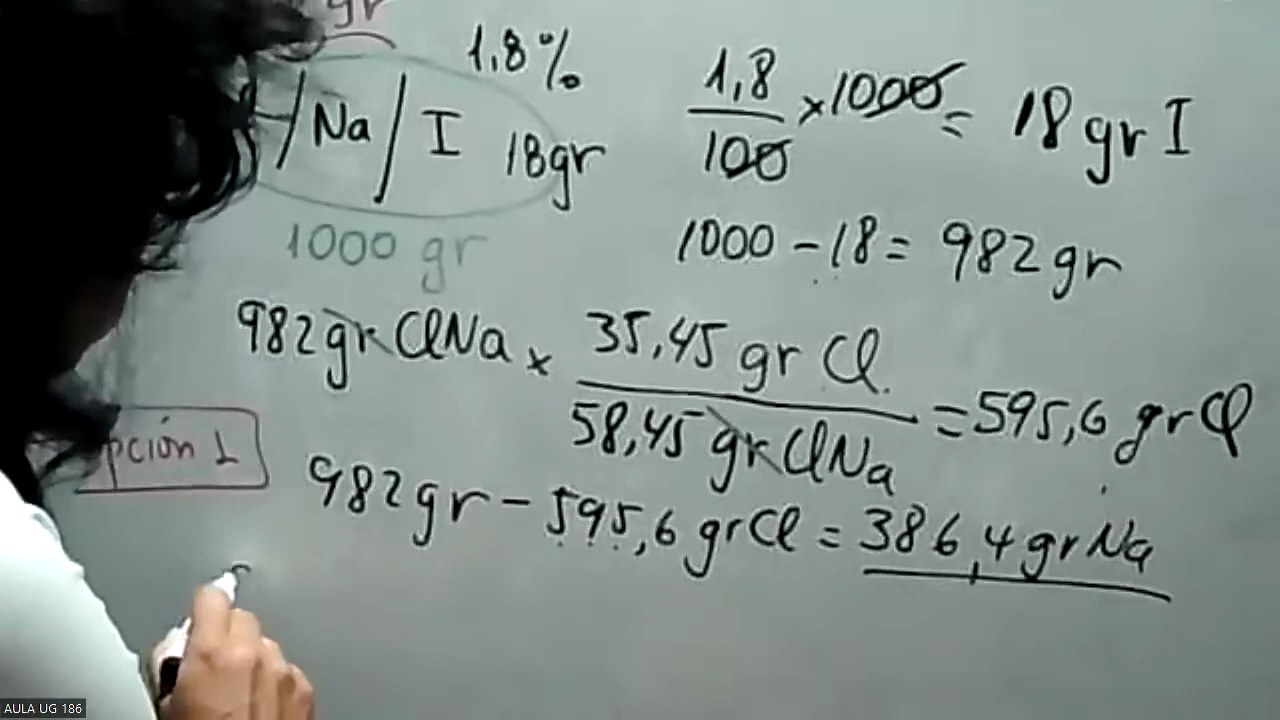 gr
1,8%
/Na/ I 18gr
1000 gr
1,8/100 x 1000 = 18 gr I
1000 - 18 = 982 gr
982 gr ClNa x 35,45 gr Cl / 58,45 gr ClNa = 595,6 gr Cl
pción 1
982 gr - 595,6 gr Cl = 386,4 gr Na
AULA UG 186